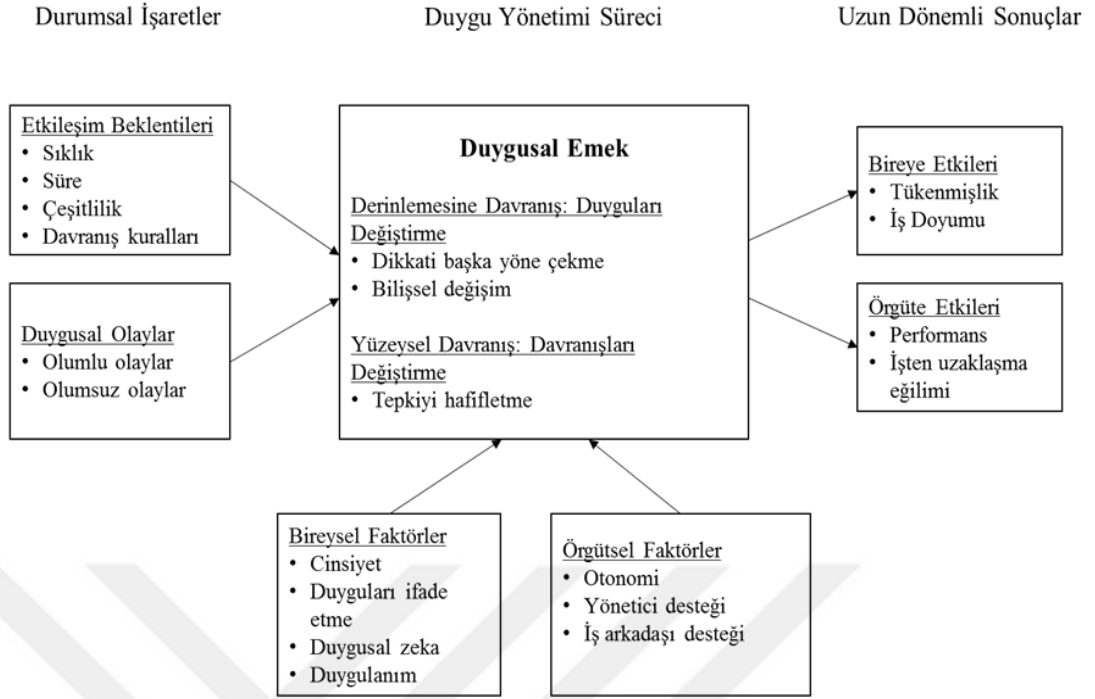 Durumsal İşaretler
Duygu Yönetimi Süreci
Uzun Dönemli Sonuçlar
Etkileşim Beklentileri
• Sıklık
• Süre
• Çeşitlilik
• Davranış kuralları
Duygusal Olaylar
• Olumlu olaylar
• Olumsuz olaylar
Duygusal Emek
Derinlemesine Davranış: Duyguları
Değiştirme
• Dikkati başka yöne çekme
• Bilişsel değişim
Yüzeysel Davranış: Davranışları
Değiştirme
• Tepkiyi hafifletme
Bireye Etkileri
• Tükenmişlik
• İş Doyumu
Örgüte Etkileri
• Performans
• İşten uzaklaşma
eğilimi
Bireysel Faktörler
• Cinsiyet
• Duyguları ifade
etme
• Duygusal zeka
• Duygulanım
Örgütsel Faktörler
• Otonomi
• Yönetici desteği
• İş arkadaşı desteği